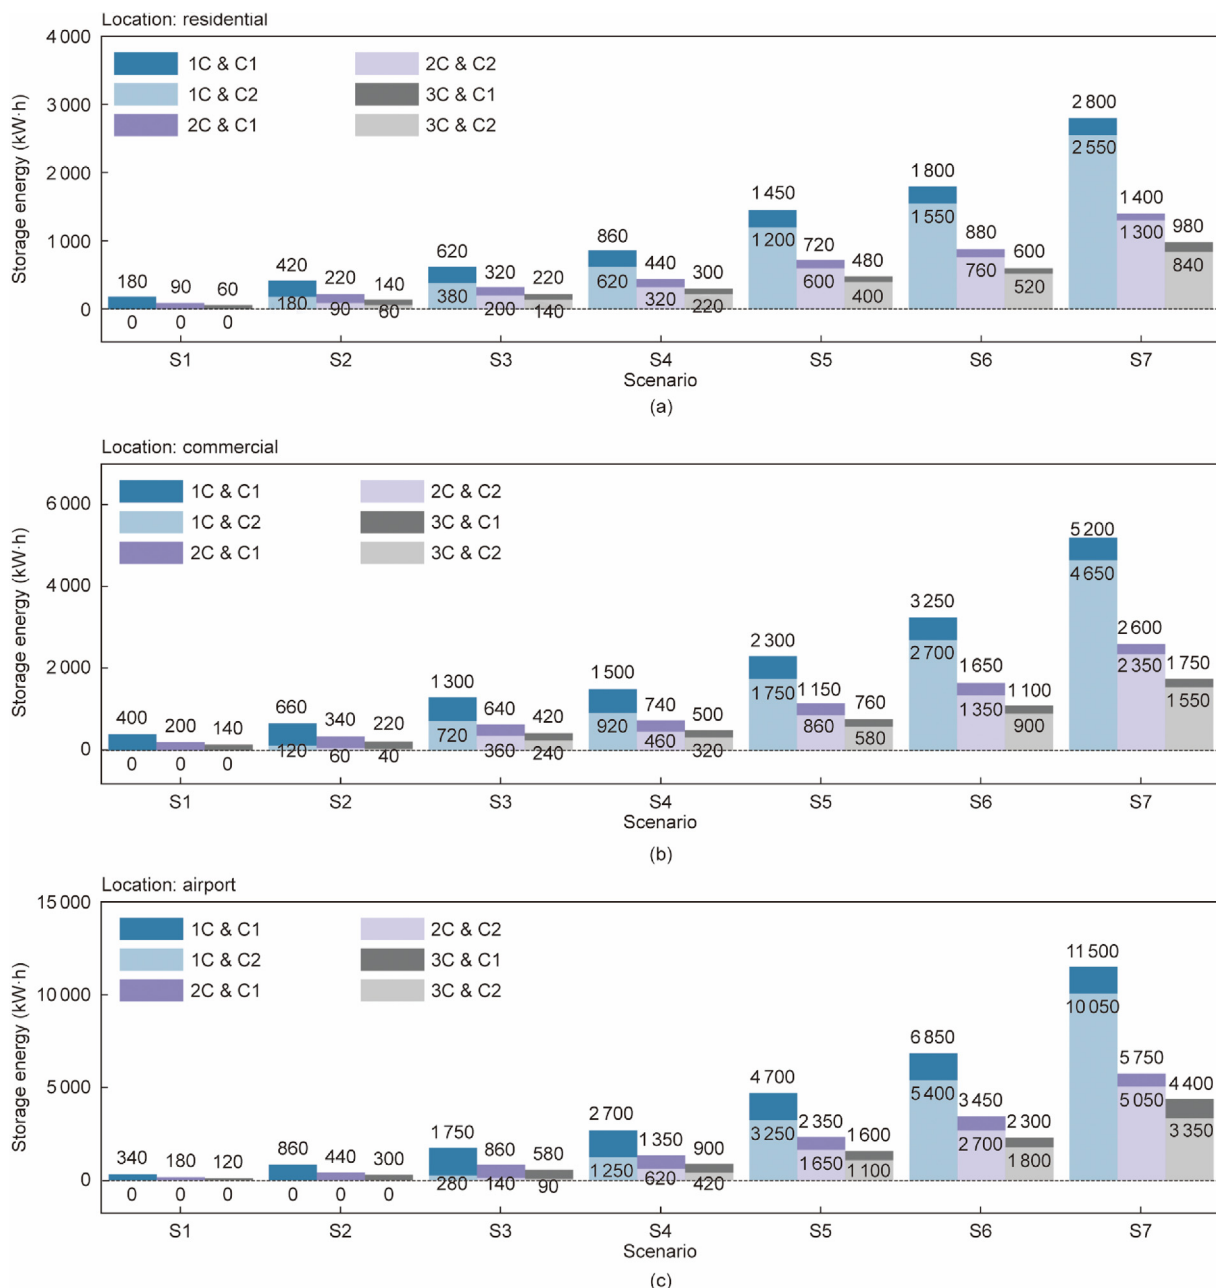 Location: residential
4 000
3 000
2 000
1 000
0
Storage energy (kW·h)
1C & C1
1C & C2
2C & C1
2C & C2
3C & C1
3C & C2
180 90 60
0 0 0
420 220 140
180 90 60
620 320 220
380 200 140
860 440 300
620 320 220
1 450 720 480
1 200 600 400
1 800 880 600
1 550 760 520
2 800 1 400 980
2 550 1 300 840
S1 S2 S3 S4 S5 S6 S7
Scenario
(a)
Location: commercial
6 000
4 000
2 000
0
Storage energy (kW·h)
1C & C1
1C & C2
2C & C1
2C & C2
3C & C1
3C & C2
400 200 140
0 0 0
660 340 220
120 60 40
1 300 640 420
720 360 240
1 500 740 500
920 460 320
2 300 1 150 760
1 750 860 580
3 250 1 650 1 100
2 700 1 350 900
5 200 2 600 1 750
4 650 2 350 1 550
S1 S2 S3 S4 S5 S6 S7
Scenario
(b)
Location: airport
15 000
10 000
5 000
0
Storage energy (kW·h)
1C & C1
1C & C2
2C & C1
2C & C2
3C & C1
3C & C2
340 180 120
0 0 0
860 440 300
0 0 0
1 750 860 580
280 140 90
2 700 1 350 900
1 250 620 420
4 700 2 350 1 600
3 250 1 650 1 100
6 850 3 450 2 300
5 400 2 700 1 800
11 500 5 750 4 400
10 050 5 050 3 350
S1 S2 S3 S4 S5 S6 S7
Scenario
(c)